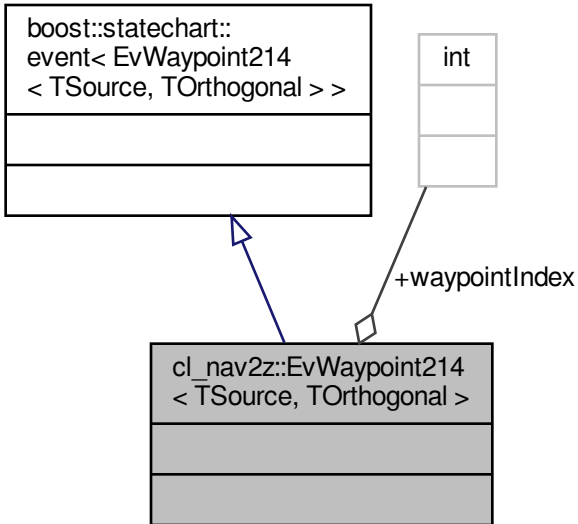 boost::statechart::
event< EvWaypoint214
< TSource, TOrthogonal > >
int
+waypointIndex
cl_nav2z::EvWaypoint214
< TSource, TOrthogonal >